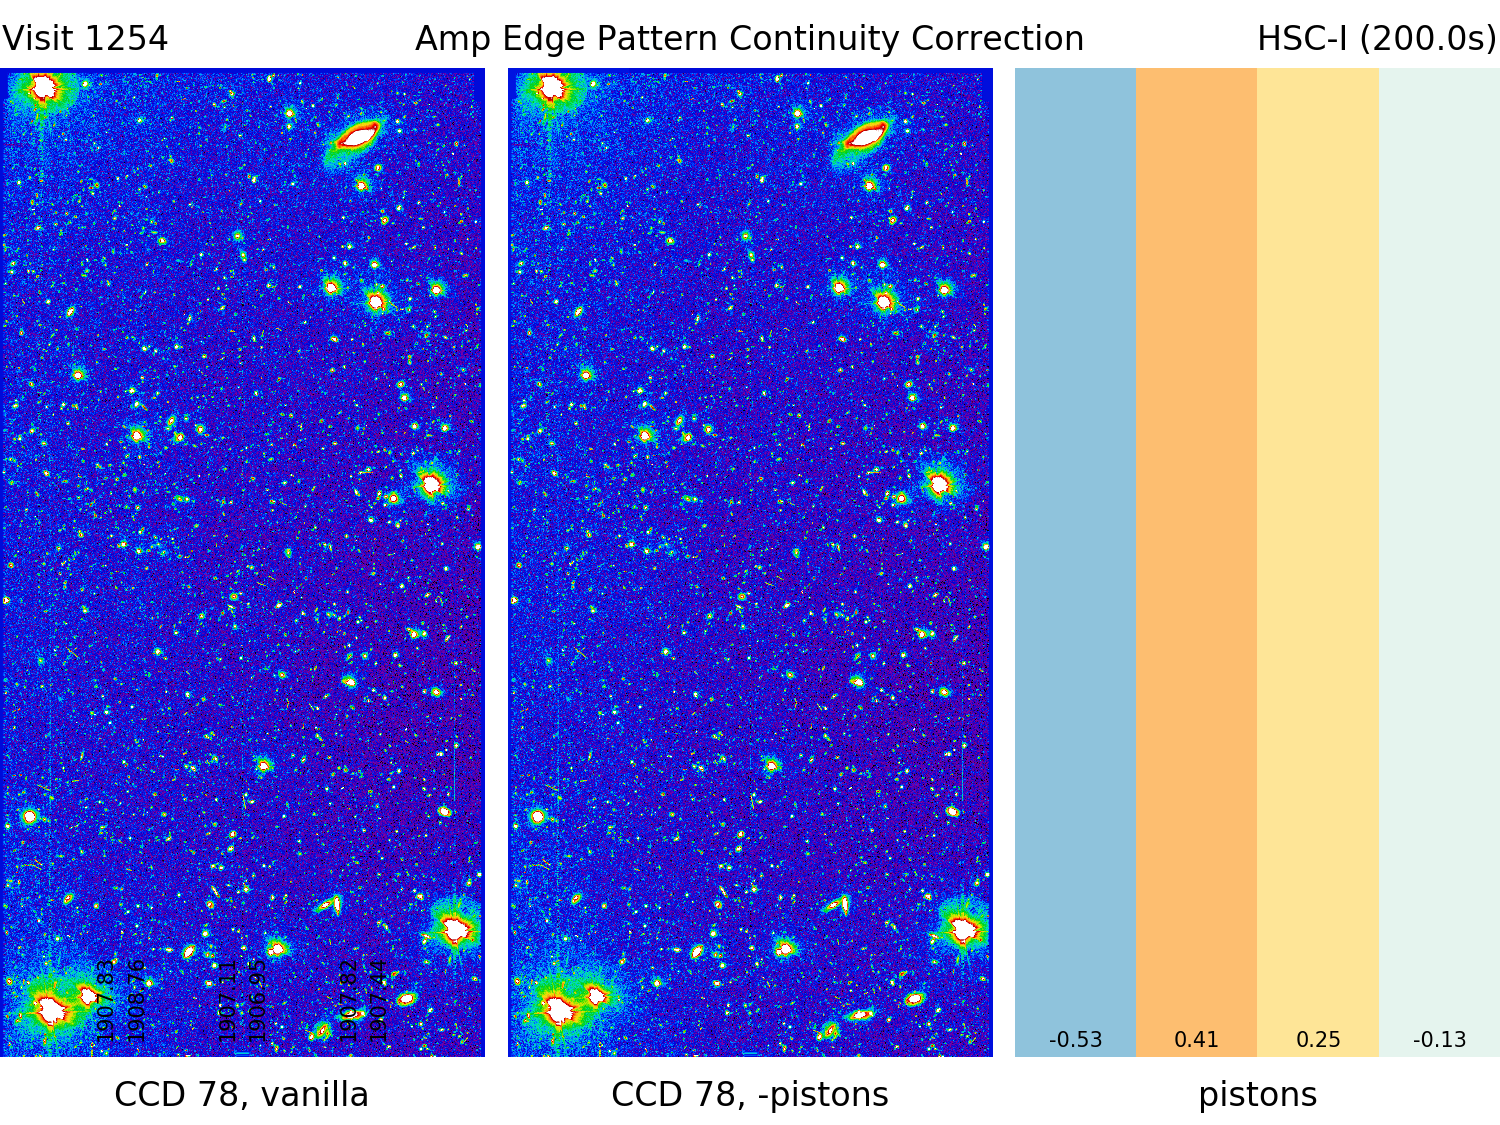 Visit 1254 Amp Edge Pattern Continuity Correction HSC-I (200.0s)
1907.83 1908.76 1907.11 1906.95 1907.82 1907.44
-0.53 0.41 0.25 -0.13
CCD 78, vanilla CCD 78, -pistons pistons